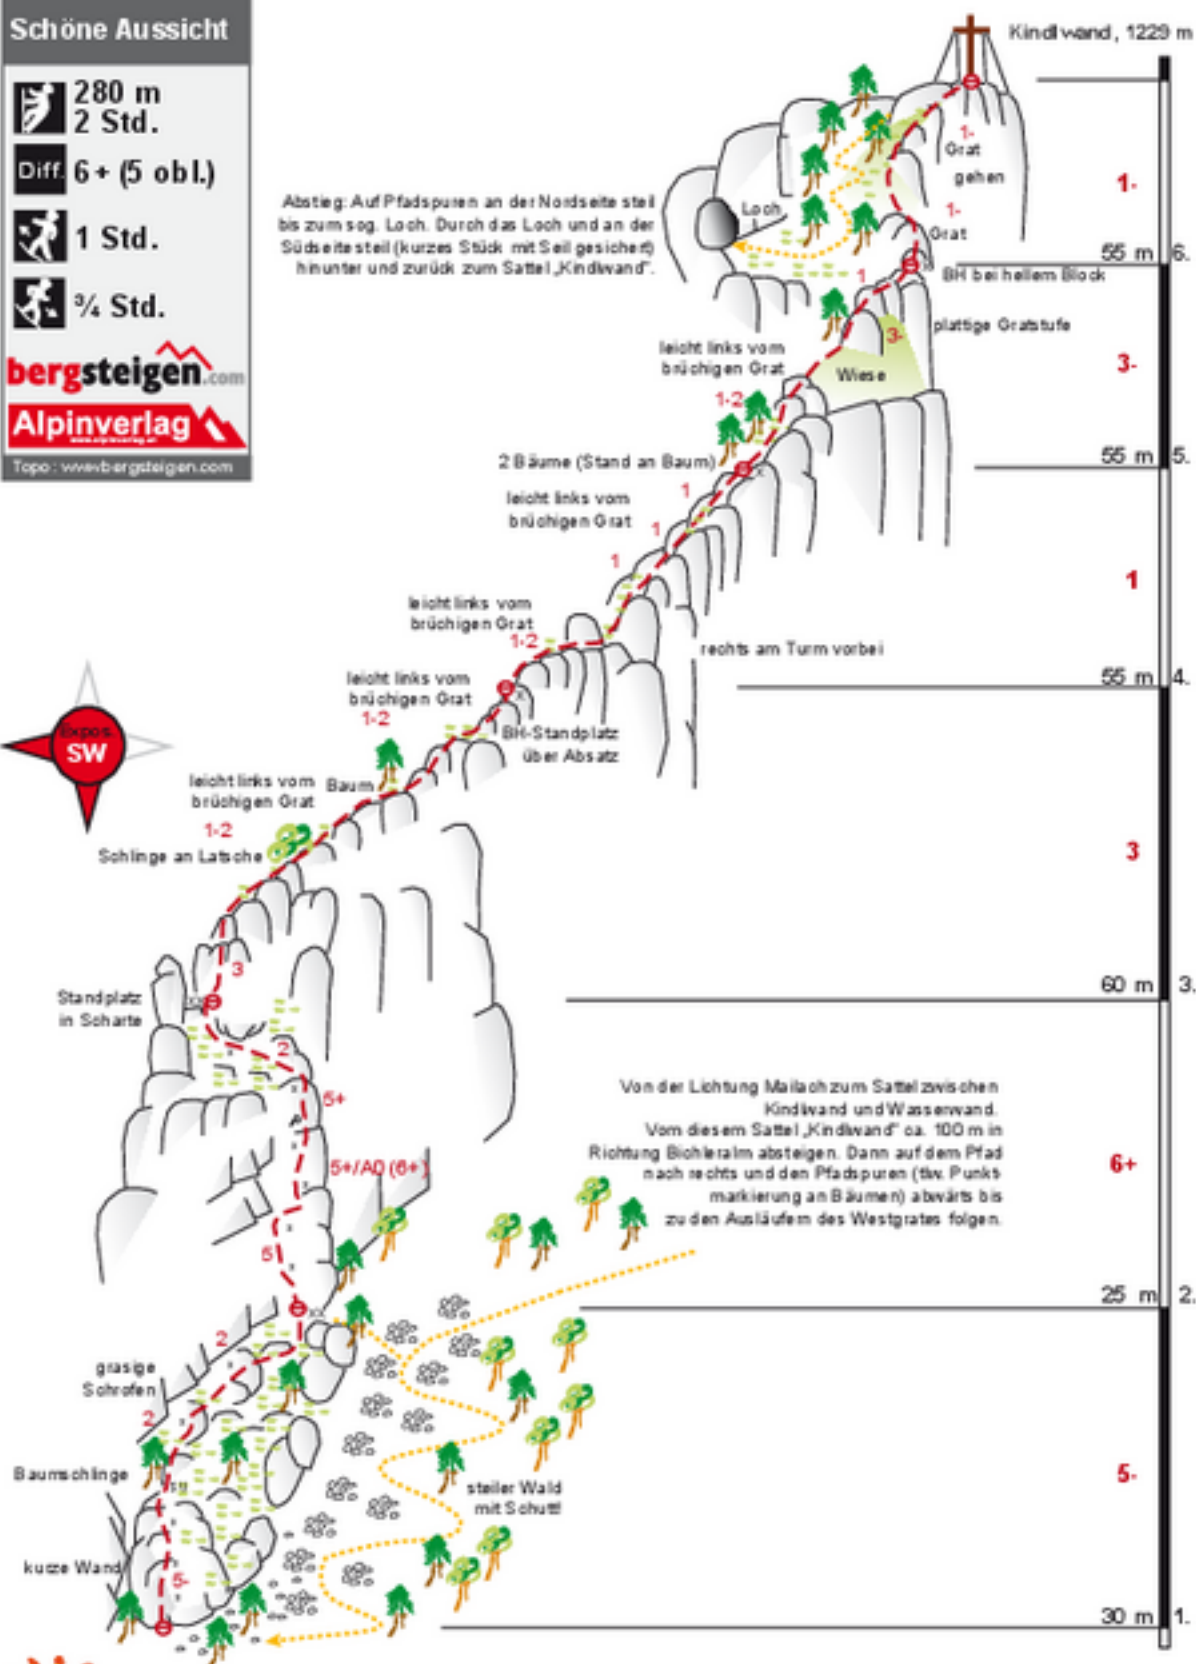 Schöne Aussicht
280 m
2 Std.
Diff. 6+ (5 obl.)
1 Std.
¾ Std.
bergsteigen.com
Alpinverlag
www.alpinverlag.at
Topo: www.bergsteigen.com
Kindlwand, 1229 m
1-
Grat
gehen
1-
Abstieg: Auf Pfadspuren an der Nordseite steil
bis zum sog. Loch. Durch das Loch und an der
Südseite steil (kurzes Stück mit Seil gesichert)
hinunter und zurück zum Sattel „Kindlwand".
Loch
1-
Grat
55 m 6.
BH bei hellem Block
1
plattige Gratstufe
3-
leicht links vom
brüchigen Grat
3-
Wiese
1-2
55 m 5.
2 Bäume (Stand an Baum)
x
leicht links vom
brüchigen Grat
1
1
1
1
leicht links vom
brüchigen Grat
1-2
rechts am Turm vorbei
55 m 4.
leicht links vom
brüchigen Grat
x
1-2
BH-Standplatz
über Absatz
Expos.
SW
leicht links vom
brüchigen Grat
Baum
1-2
Schlinge an Latsche
3
3
Standplatz
in Scharte
xx
60 m 3.
2
5+
Von der Lichtung Mailach zum Sattel zwischen
Kindlwand und Wasserwand.
Vom diesem Sattel „Kindlwand" ca. 100 m in
Richtung Bichleralm absteigen. Dann auf dem Pfad
nach rechts und den Pfadspuren (tlw. Punkt-
markierung an Bäumen) abwärts bis
zu den Ausläufern des Westgrates folgen.
5+/A0 (6+)
6+
5
25 m 2.
xx
2
grasige
Schrofen
2
Baumschlinge
steiler Wald
mit Schutt!
5-
kurze Wand
5-
30 m 1.